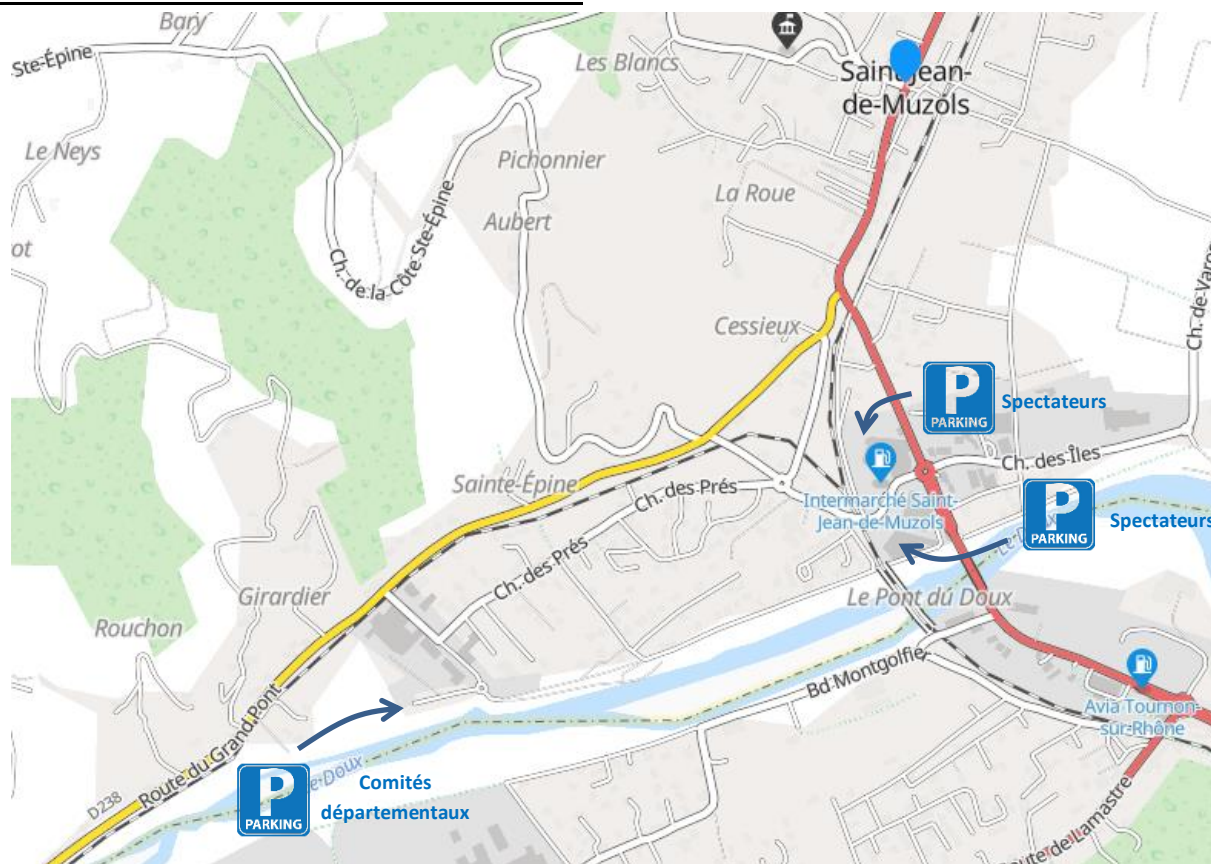 Bary
Ste-Épine
Les Blancs
Saint-Jean-
de-Muzols
Le Neys
Pichonnier
La Roue
Aubert
Ch. de la Côte Ste-Épine
ot
Cessieux
Ch. de Varo
P
PARKING
Spectateurs
Ch. des Îles
Sainte-Épine
Ch. des Prés
Intermarché Saint-
Jean-de-Muzols
P
PARKING
Spectateurs
Le
Ch. des Prés
Girardier
Le Pont du Doux
Rouchon
Bd Montgolfie
Avia Tournon-
sur-Rhône
Route du Grand Pont
D238
P
PARKING
e Doux
Comités
départementaux
oute de Lamastre